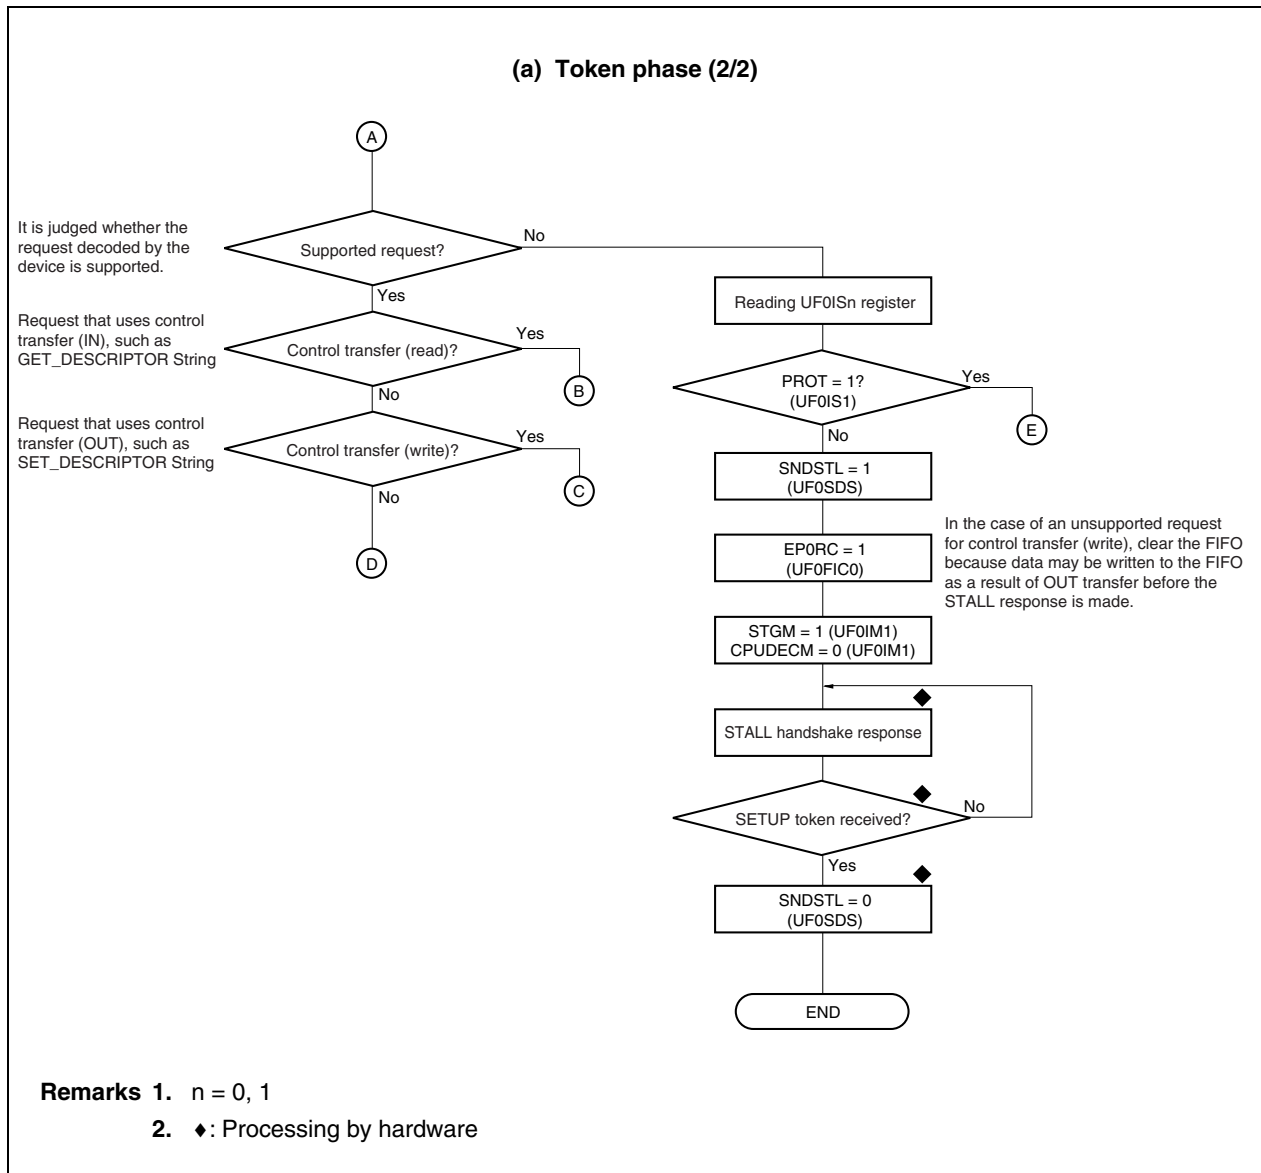 (a) Token phase (2/2)
A
It is judged whether the
request decoded by the
device is supported.
Supported request?
No
Yes
Reading UF0ISn register
Request that uses control
transfer (IN), such as
GET_DESCRIPTOR String
Control transfer (read)?
Yes
B
No
PROT = 1?
(UF0IS1)
Yes
E
No
Request that uses control
transfer (OUT), such as
SET_DESCRIPTOR String
Control transfer (write)?
Yes
C
No
D
SNDSTL = 1
(UF0SDS)
EP0RC = 1
(UF0FIC0)
In the case of an unsupported request
for control transfer (write), clear the FIFO
because data may be written to the FIFO
as a result of OUT transfer before the
STALL response is made.
STGM = 1 (UF0IM1)
CPUDECM = 0 (UF0IM1)
◆
STALL handshake response
◆
SETUP token received?
No
Yes
◆
SNDSTL = 0
(UF0SDS)
END
Remarks 1. n = 0, 1
2. ♦: Processing by hardware